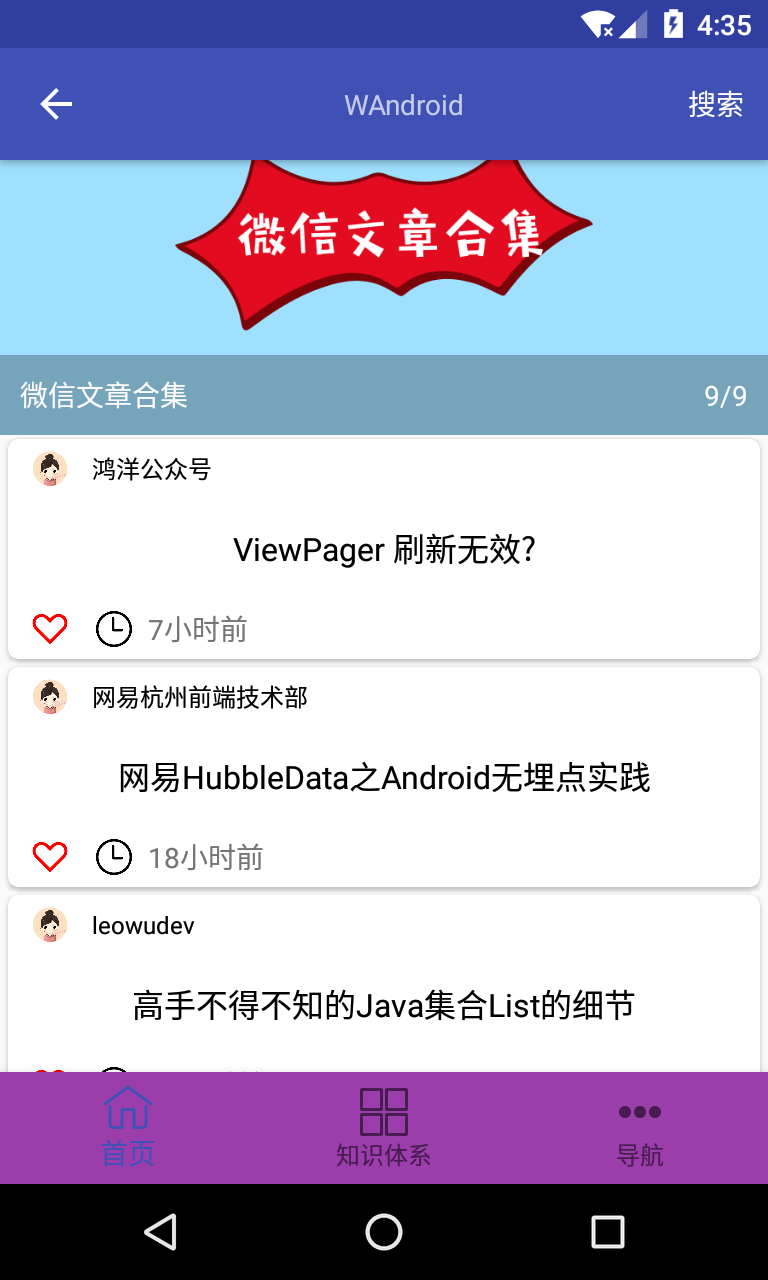 4:35
WAndroid
搜索
微信文章合集
微信文章合集
9/9
鸿洋公众号
ViewPager 刷新无效?
7小时前
网易杭州前端技术部
网易HubbleData之Android无埋点实践
18小时前
leowudev
高手不得不知的Java集合List的细节
首页
知识体系
导航